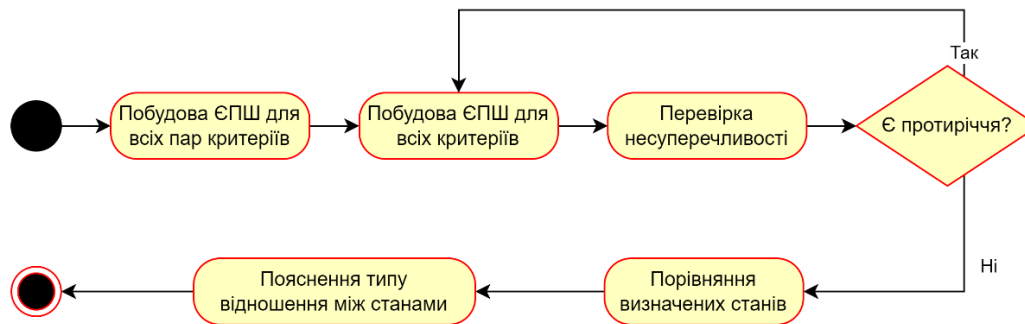 Так
Побудова ЄПШ для
всіх пар критеріїв
Побудова ЄПШ для
всіх критеріїв
Перевірка
несуперечливості
Є протиріччя?
Ні
Пояснення типу
відношення між станами
Порівняння
визначених станів